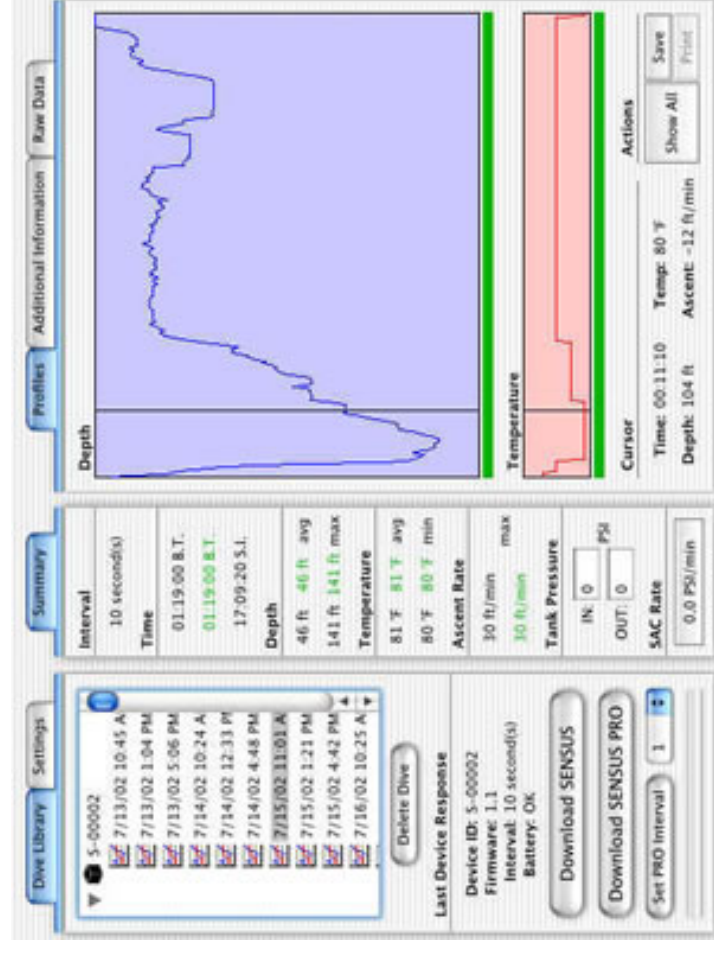 Dive Library
Settings
S-00002
7/13/02 10:45 A
7/13/02 1:04 PM
7/13/02 5:06 PM
7/14/02 10:24 A
7/14/02 12:33 P
7/14/02 4:48 PM
7/15/02 11:01 A
7/15/02 1:21 PM
7/15/02 4:42 PM
7/16/02 10:25 A
Delete Dive
Last Device Response
Device ID: S-00002
Firmware: 1.1
Interval: 10 second(s)
Battery: OK
Download SENSUS
Download SENSUS PRO
Set PRO Interval
1
Summary
Interval
10 second(s)
Time
01:19:00 B.T.
01:19:00 B.T.
17:09:20 S.I.
Depth
46 ft 46 ft avg
141 ft 141 ft max
Temperature
81 °F 81 °F avg
80 °F 80 °F min
Ascent Rate
30 ft/min max
30 ft/min
Tank Pressure
IN: 0
PSI
OUT: 0
SAC Rate
0.0 PSI/min
Profiles
Additional Information
Raw Data
Depth
Temperature
Cursor
Time: 00:11:10 Temp: 80 °F
Depth: 104 ft Ascent: -12 ft/min
Actions
Show All
Save
Print